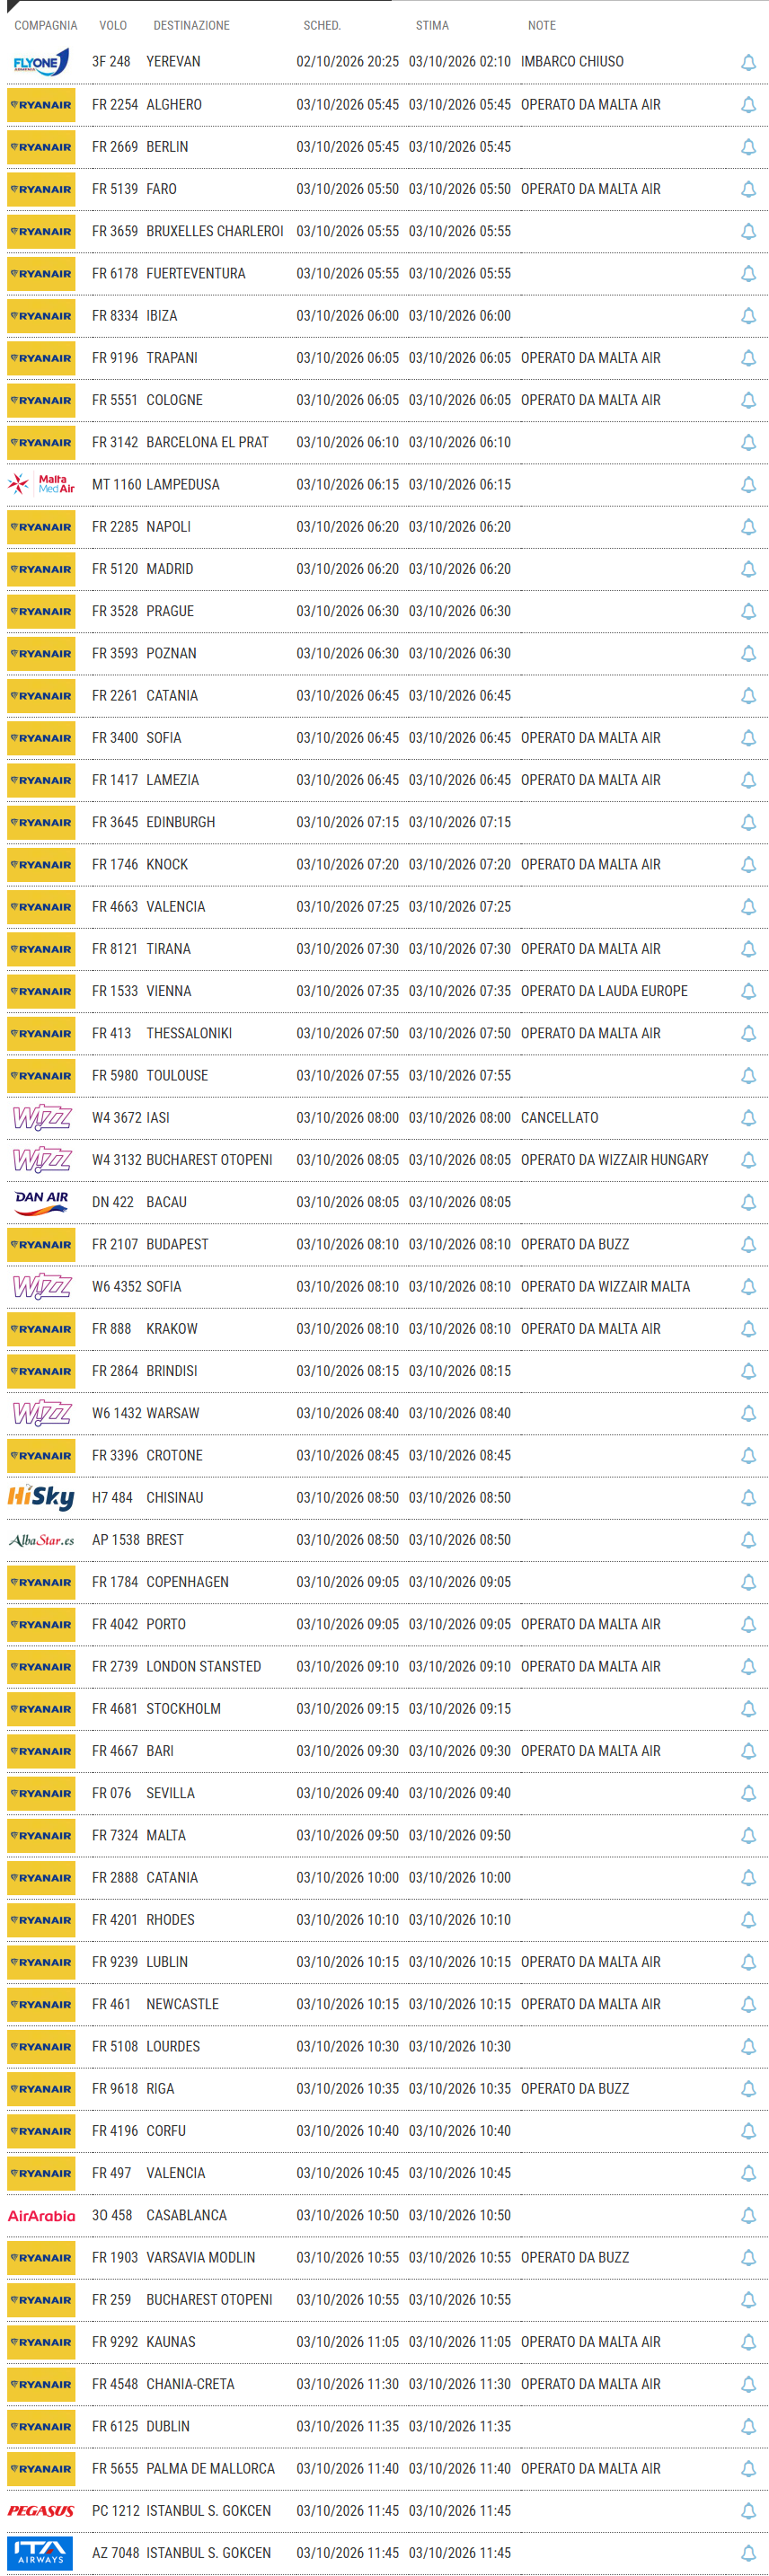 COMPAGNIA VOLO DESTINAZIONE SCHED. STIMA NOTE
FLYONE ARMENIA 3F 248 YEREVAN 02/10/2026 20:25 03/10/2026 02:10 IMBARCO CHIUSO
RYANAIR FR 2254 ALGHERO 03/10/2026 05:45 03/10/2026 05:45 OPERATO DA MALTA AIR
RYANAIR FR 2669 BERLIN 03/10/2026 05:45 03/10/2026 05:45
RYANAIR FR 5139 FARO 03/10/2026 05:50 03/10/2026 05:50 OPERATO DA MALTA AIR
RYANAIR FR 3659 BRUXELLES CHARLEROI 03/10/2026 05:55 03/10/2026 05:55
RYANAIR FR 6178 FUERTEVENTURA 03/10/2026 05:55 03/10/2026 05:55
RYANAIR FR 8334 IBIZA 03/10/2026 06:00 03/10/2026 06:00
RYANAIR FR 9196 TRAPANI 03/10/2026 06:05 03/10/2026 06:05 OPERATO DA MALTA AIR
RYANAIR FR 5551 COLOGNE 03/10/2026 06:05 03/10/2026 06:05 OPERATO DA MALTA AIR
RYANAIR FR 3142 BARCELONA EL PRAT 03/10/2026 06:10 03/10/2026 06:10
Malta MedAir MT 1160 LAMPEDUSA 03/10/2026 06:15 03/10/2026 06:15
RYANAIR FR 2285 NAPOLI 03/10/2026 06:20 03/10/2026 06:20
RYANAIR FR 5120 MADRID 03/10/2026 06:20 03/10/2026 06:20
RYANAIR FR 3528 PRAGUE 03/10/2026 06:30 03/10/2026 06:30
RYANAIR FR 3593 POZNAN 03/10/2026 06:30 03/10/2026 06:30
RYANAIR FR 2261 CATANIA 03/10/2026 06:45 03/10/2026 06:45
RYANAIR FR 3400 SOFIA 03/10/2026 06:45 03/10/2026 06:45 OPERATO DA MALTA AIR
RYANAIR FR 1417 LAMEZIA 03/10/2026 06:45 03/10/2026 06:45 OPERATO DA MALTA AIR
RYANAIR FR 3645 EDINBURGH 03/10/2026 07:15 03/10/2026 07:15
RYANAIR FR 1746 KNOCK 03/10/2026 07:20 03/10/2026 07:20 OPERATO DA MALTA AIR
RYANAIR FR 4663 VALENCIA 03/10/2026 07:25 03/10/2026 07:25
RYANAIR FR 8121 TIRANA 03/10/2026 07:30 03/10/2026 07:30 OPERATO DA MALTA AIR
RYANAIR FR 1533 VIENNA 03/10/2026 07:35 03/10/2026 07:35 OPERATO DA LAUDA EUROPE
RYANAIR FR 413 THESSALONIKI 03/10/2026 07:50 03/10/2026 07:50 OPERATO DA MALTA AIR
RYANAIR FR 5980 TOULOUSE 03/10/2026 07:55 03/10/2026 07:55
WIZZ W4 3672 IASI 03/10/2026 08:00 03/10/2026 08:00 CANCELLATO
WIZZ W4 3132 BUCHAREST OTOPENI 03/10/2026 08:05 03/10/2026 08:05 OPERATO DA WIZZAIR HUNGARY
DAN AIR DN 422 BACAU 03/10/2026 08:05 03/10/2026 08:05
RYANAIR FR 2107 BUDAPEST 03/10/2026 08:10 03/10/2026 08:10 OPERATO DA BUZZ
WIZZ W6 4352 SOFIA 03/10/2026 08:10 03/10/2026 08:10 OPERATO DA WIZZAIR MALTA
RYANAIR FR 888 KRAKOW 03/10/2026 08:10 03/10/2026 08:10 OPERATO DA MALTA AIR
RYANAIR FR 2864 BRINDISI 03/10/2026 08:15 03/10/2026 08:15
WIZZ W6 1432 WARSAW 03/10/2026 08:40 03/10/2026 08:40
RYANAIR FR 3396 CROTONE 03/10/2026 08:45 03/10/2026 08:45
HiSky H7 484 CHISINAU 03/10/2026 08:50 03/10/2026 08:50
AlbaStar.es AP 1538 BREST 03/10/2026 08:50 03/10/2026 08:50
RYANAIR FR 1784 COPENHAGEN 03/10/2026 09:05 03/10/2026 09:05
RYANAIR FR 4042 PORTO 03/10/2026 09:05 03/10/2026 09:05 OPERATO DA MALTA AIR
RYANAIR FR 2739 LONDON STANSTED 03/10/2026 09:10 03/10/2026 09:10 OPERATO DA MALTA AIR
RYANAIR FR 4681 STOCKHOLM 03/10/2026 09:15 03/10/2026 09:15
RYANAIR FR 4667 BARI 03/10/2026 09:30 03/10/2026 09:30 OPERATO DA MALTA AIR
RYANAIR FR 076 SEVILLA 03/10/2026 09:40 03/10/2026 09:40
RYANAIR FR 7324 MALTA 03/10/2026 09:50 03/10/2026 09:50
RYANAIR FR 2888 CATANIA 03/10/2026 10:00 03/10/2026 10:00
RYANAIR FR 4201 RHODES 03/10/2026 10:10 03/10/2026 10:10
RYANAIR FR 9239 LUBLIN 03/10/2026 10:15 03/10/2026 10:15 OPERATO DA MALTA AIR
RYANAIR FR 461 NEWCASTLE 03/10/2026 10:15 03/10/2026 10:15 OPERATO DA MALTA AIR
RYANAIR FR 5108 LOURDES 03/10/2026 10:30 03/10/2026 10:30
RYANAIR FR 9618 RIGA 03/10/2026 10:35 03/10/2026 10:35 OPERATO DA BUZZ
RYANAIR FR 4196 CORFU 03/10/2026 10:40 03/10/2026 10:40
RYANAIR FR 497 VALENCIA 03/10/2026 10:45 03/10/2026 10:45
AirArabia 3O 458 CASABLANCA 03/10/2026 10:50 03/10/2026 10:50
RYANAIR FR 1903 VARSAVIA MODLIN 03/10/2026 10:55 03/10/2026 10:55 OPERATO DA BUZZ
RYANAIR FR 259 BUCHAREST OTOPENI 03/10/2026 10:55 03/10/2026 10:55
RYANAIR FR 9292 KAUNAS 03/10/2026 11:05 03/10/2026 11:05 OPERATO DA MALTA AIR
RYANAIR FR 4548 CHANIA-CRETA 03/10/2026 11:30 03/10/2026 11:30 OPERATO DA MALTA AIR
RYANAIR FR 6125 DUBLIN 03/10/2026 11:35 03/10/2026 11:35
RYANAIR FR 5655 PALMA DE MALLORCA 03/10/2026 11:40 03/10/2026 11:40 OPERATO DA MALTA AIR
PEGASUS PC 1212 ISTANBUL S. GOKCEN 03/10/2026 11:45 03/10/2026 11:45
ITA AIRWAYS AZ 7048 ISTANBUL S. GOKCEN 03/10/2026 11:45 03/10/2026 11:45